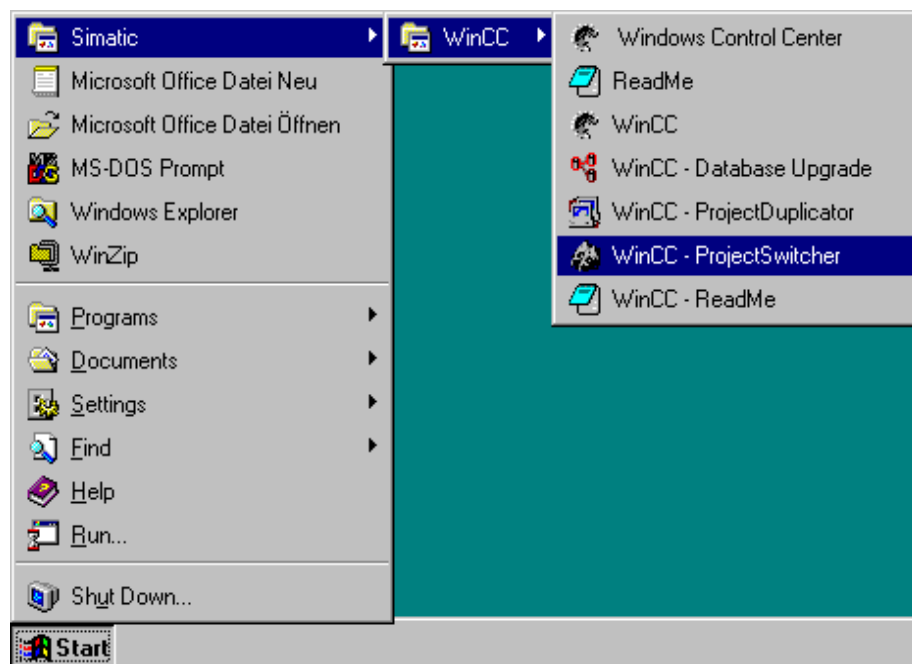 Simatic
Microsoft Office Datei Neu
Microsoft Office Datei Öffnen
MS-DOS Prompt
Windows Explorer
WinZip
Programs
Documents
Settings
Find
Help
Run...
Shut Down...
Start
WinCC
Windows Control Center
ReadMe
WinCC
WinCC - Database Upgrade
WinCC - ProjectDuplicator
WinCC - ProjectSwitcher
WinCC - ReadMe